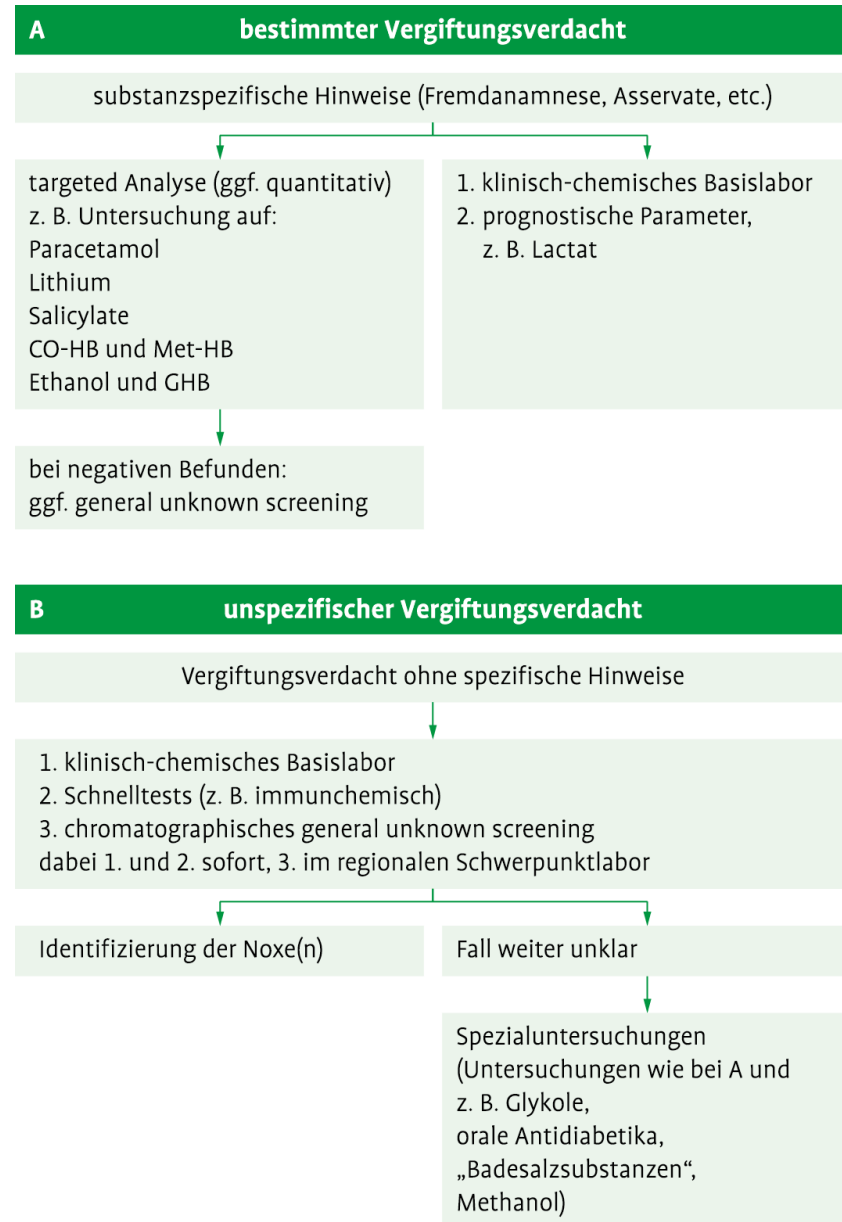 A bestimmter Vergiftungsverdacht
substanzspezifische Hinweise (Fremdanamnese, Asservate, etc.)
targeted Analyse (ggf. quantitativ)
z. B. Untersuchung auf:
Paracetamol
Lithium
Salicylate
CO-HB und Met-HB
Ethanol und GHB
1. klinisch-chemisches Basislabor
2. prognostische Parameter,
z. B. Lactat
bei negativen Befunden:
ggf. general unknown screening
B unspezifischer Vergiftungsverdacht
Vergiftungsverdacht ohne spezifische Hinweise
1. klinisch-chemisches Basislabor
2. Schnelltests (z. B. immunchemisch)
3. chromatographisches general unknown screening
dabei 1. und 2. sofort, 3. im regionalen Schwerpunktlabor
Identifizierung der Noxe(n)
Fall weiter unklar
Spezialuntersuchungen
(Untersuchungen wie bei A und
z. B. Glykole,
orale Antidiabetika,
„Badesalzsubstanzen“,
Methanol)